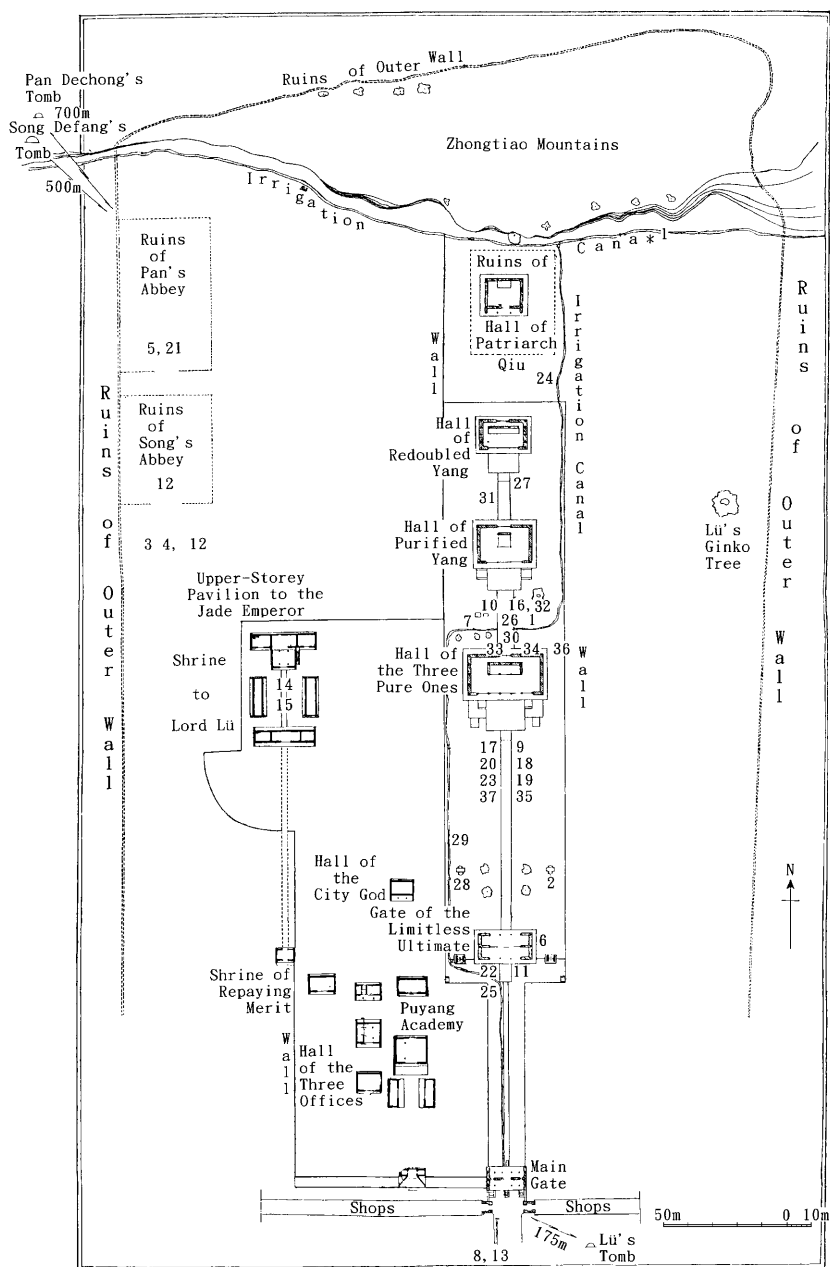 Ruins of Outer Wall
Pan Dechong's
Tomb
700m
Song Defang's
Tomb
500m
Zhongtiao Mountains
Irrigation
Canal
Ruins
of
Pan's
Abbey
5,21
Ruins of
Hall of
Patriarch
Qiu
24
Wall
Irrigation Canal
Ruins of Outer Wall
Ruins of Outer Wall
Ruins
of
Song's
Abbey
12
3 4, 12
Hall
of
Redoubled
Yang
27
31
Hall of
Purified
Yang
Lü's
Ginko
Tree
10 16,32
7 26 1
30
33 34 36
Wall
Upper-Storey
Pavilion to the
Jade Emperor
Shrine
to
Lord Lü
14
15
Hall of
the Three
Pure Ones
17 9
20 18
23 19
37 35
29
28
2
Hall of
the
City God
Gate of the
Limitless
Ultimate
6
22 11
25
N
Shrine of
Repaying
Merit
Puyang
Academy
Wall
Hall
of the
Three
Offices
Main
Gate
Shops
Shops
50m 0 10m
175m
Lü's
Tomb
8,13